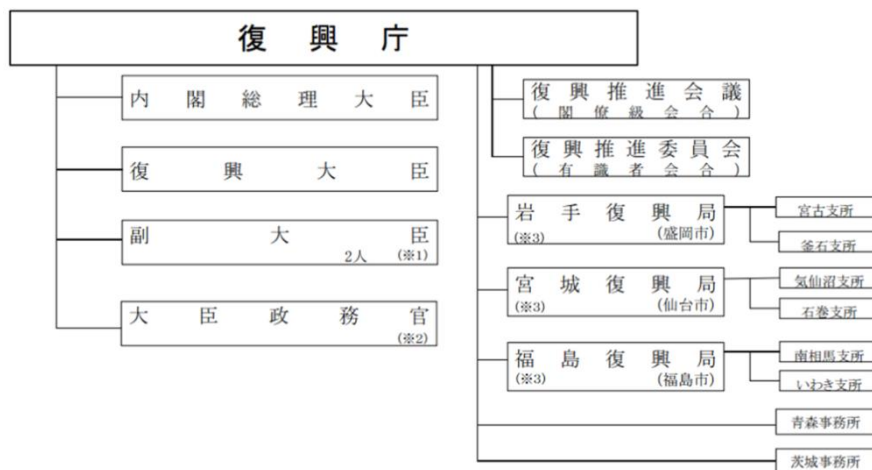 復興庁
内閣総理大臣
復興大臣
副大臣
2人 (※1)
大臣政務官
(※2)
復興推進会議
(閣僚級会合)
復興推進委員会
(有識者会合)
岩手復興局
(※3) (盛岡市)
宮古支所
釜石支所
宮城復興局
(※3) (仙台市)
気仙沼支所
石巻支所
福島復興局
(※3) (福島市)
南相馬支所
いわき支所
青森事務所
茨城事務所